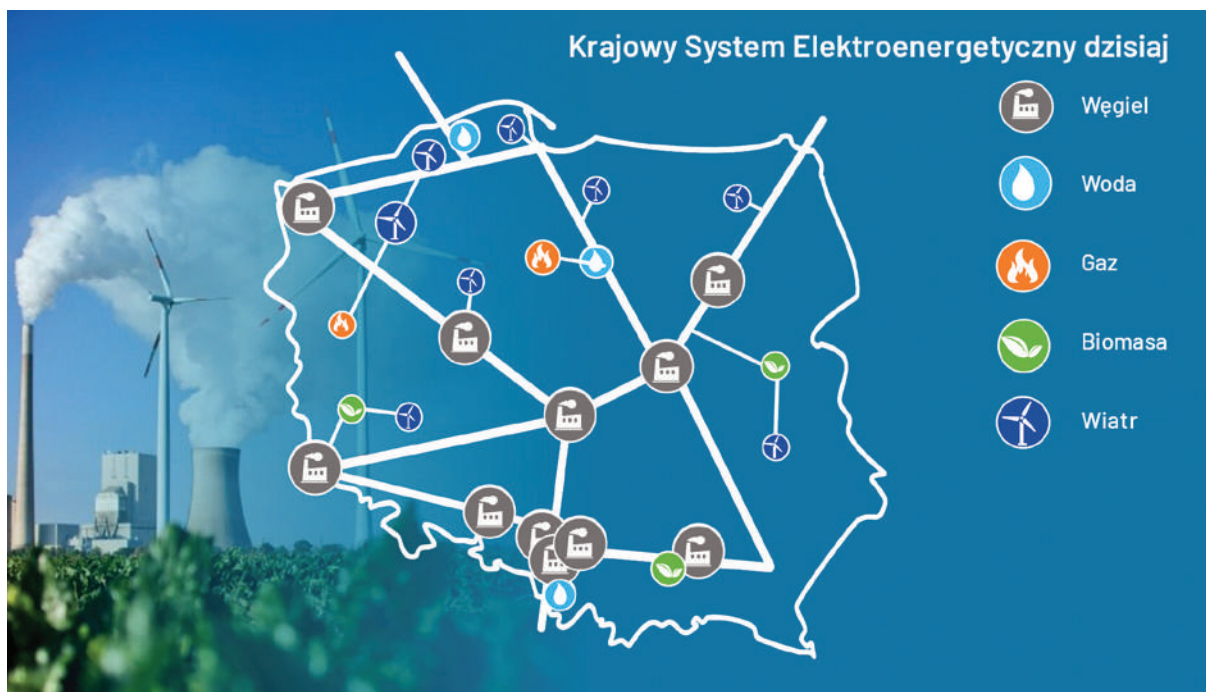 Krajowy System Elektroenergetyczny dzisiaj
Węgiel
Woda
Gaz
Biomasa
Wiatr